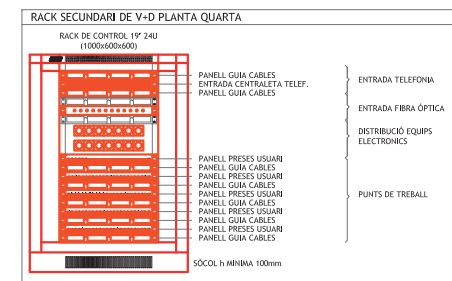 RACK SECUNDARI DE V+D PLANTA QUARTA
RACK DE CONTROL 19" 24U
(1000x600x600)
PANELL GUIA CABLES
ENTRADA CENTRALETA TELEF.
PANELL GUIA CABLES
ENTRADA TELEFONIA
ENTRADA FIBRA ÓPTICA
DISTRIBUCIÓ EQUIPS
ELECTRONICS
PANELL PRESES USUARI
PANELL GUIA CABLES
PANELL PRESES USUARI
PANELL GUIA CABLES
PANELL PRESES USUARI
PANELL GUIA CABLES
PANELL PRESES USUARI
PANELL GUIA CABLES
PANELL PRESES USUARI
PANELL GUIA CABLES
PUNTS DE TREBALL
SÒCOL h MINIMA 100mm